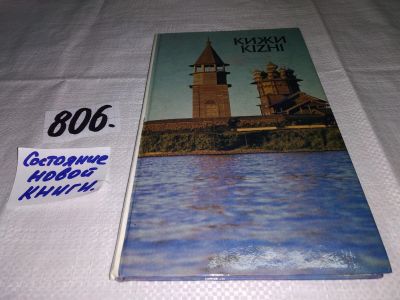 806.
Состояние
новой
книги.
КИЖИ
KIZHI